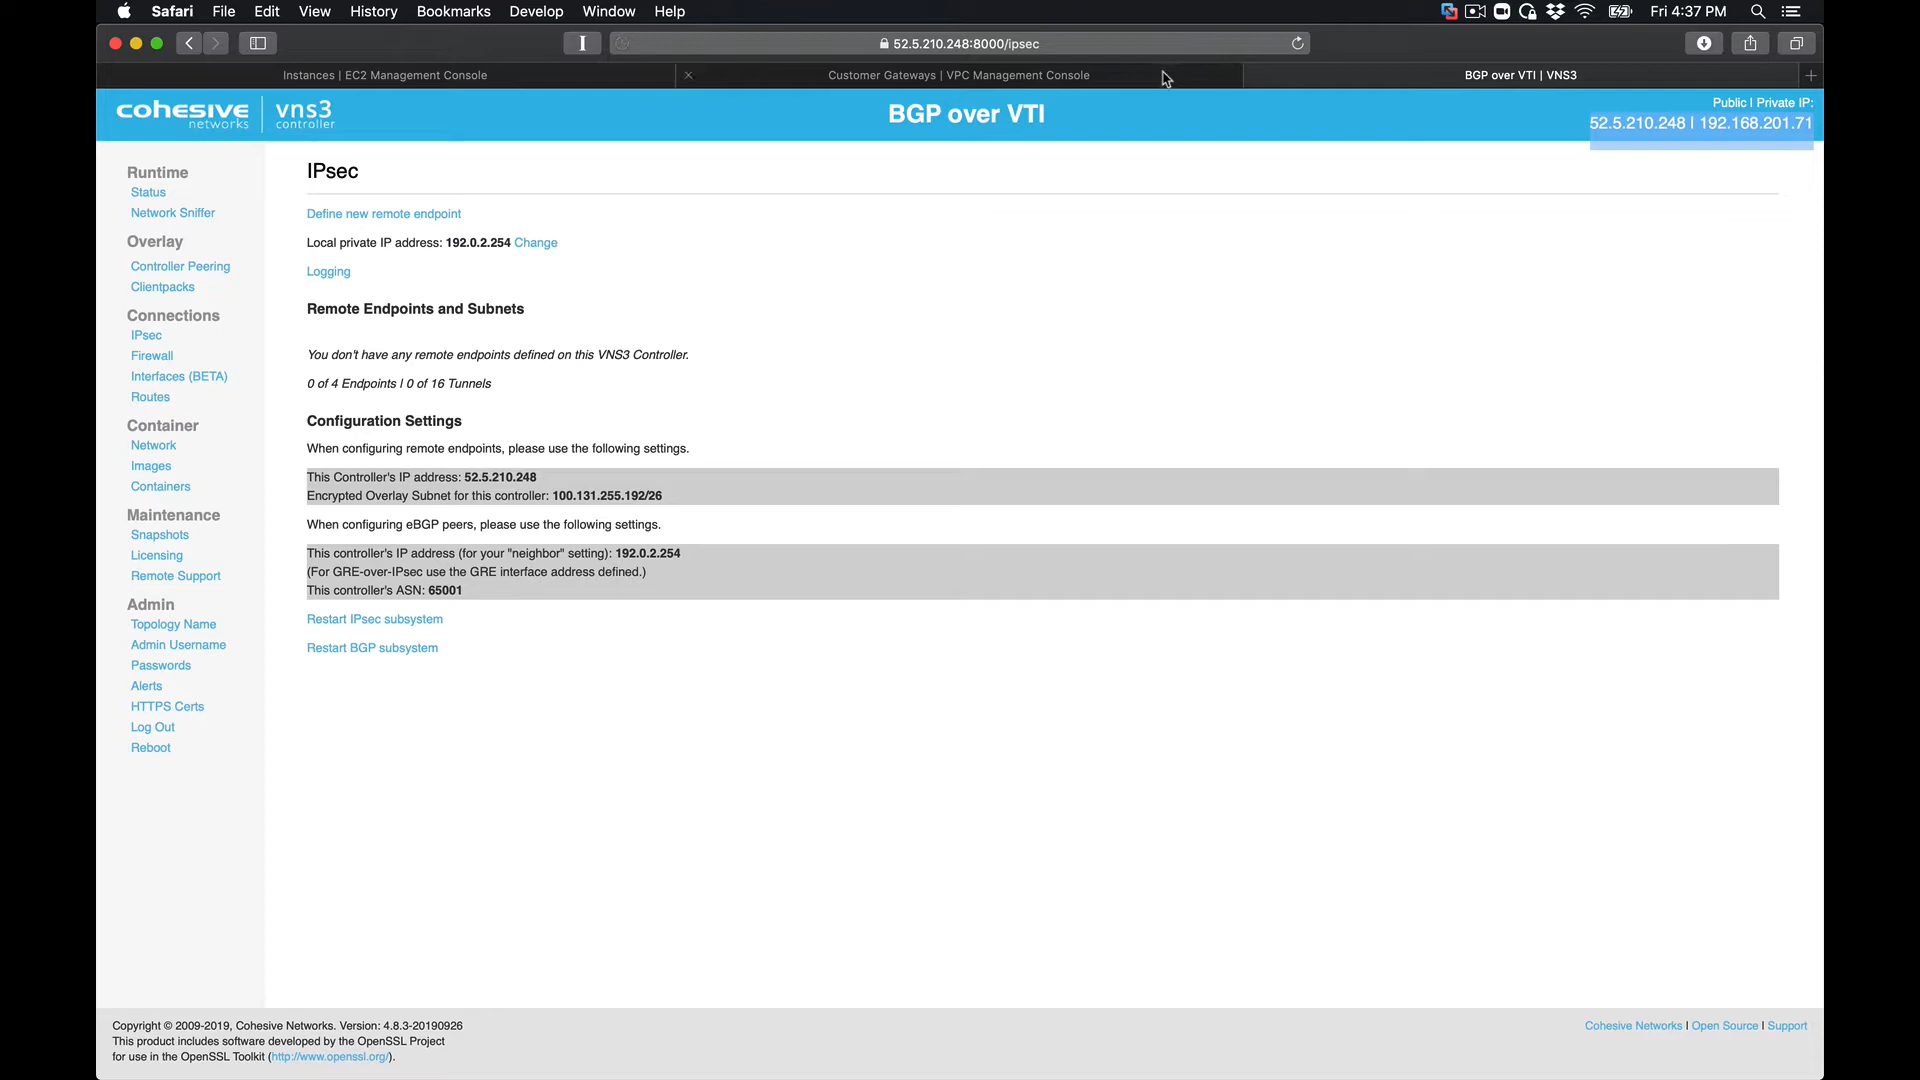 Safari File Edit View History Bookmarks Develop Window Help Fri 4:37 PM
52.5.210.248:8000/ipsec
Instances | EC2 Management Console
Customer Gateways | VPC Management Console
BGP over VTI | VNS3
cohesive networks
vns3 controller
BGP over VTI
Public | Private IP:
52.5.210.248 | 192.168.201.71
Runtime
Status
Network Sniffer
Overlay
Controller Peering
Clientpacks
Connections
IPsec
Firewall
Interfaces (BETA)
Routes
Container
Network
Images
Containers
Maintenance
Snapshots
Licensing
Remote Support
Admin
Topology Name
Admin Username
Passwords
Alerts
HTTPS Certs
Log Out
Reboot
IPsec
Define new remote endpoint
Local private IP address: 192.0.2.254 Change
Logging
Remote Endpoints and Subnets
You don't have any remote endpoints defined on this VNS3 Controller.
0 of 4 Endpoints | 0 of 16 Tunnels
Configuration Settings
When configuring remote endpoints, please use the following settings.
This Controller's IP address: 52.5.210.248
Encrypted Overlay Subnet for this controller: 100.131.255.192/26
When configuring eBGP peers, please use the following settings.
This controller's IP address (for your "neighbor" setting): 192.0.2.254
(For GRE-over-IPsec use the GRE interface address defined.)
This controller's ASN: 65001
Restart IPsec subsystem
Restart BGP subsystem
Copyright © 2009-2019, Cohesive Networks. Version: 4.8.3-20190926
This product includes software developed by the OpenSSL Project
for use in the OpenSSL Toolkit (http://www.openssl.org/).
Cohesive Networks | Open Source | Support